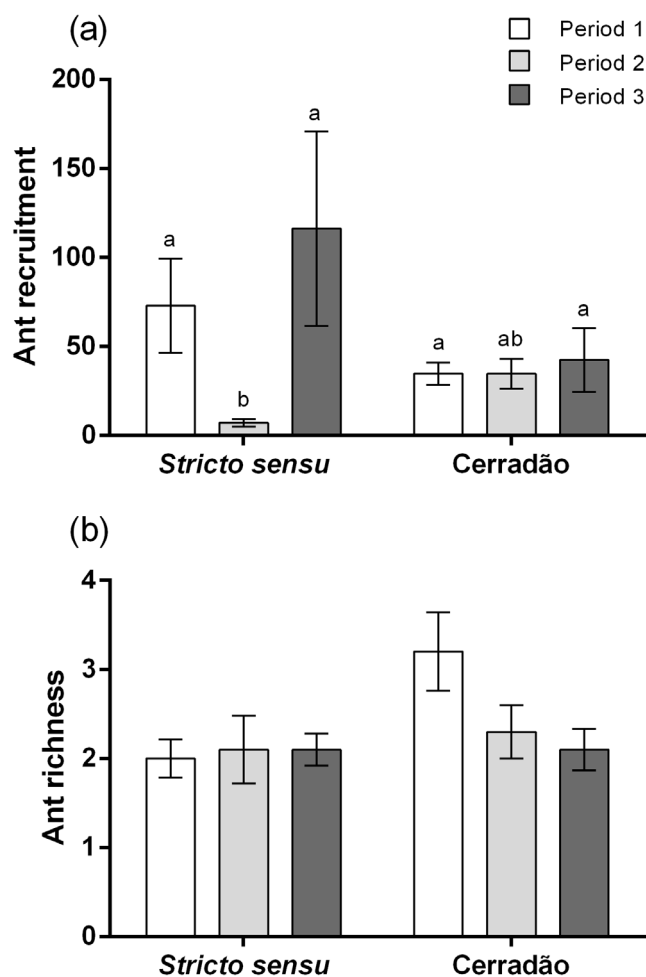 (a)
Period 1
Period 2
Period 3
Ant recruitment
200
150
100
50
0
a
b
a
a
ab
a
Stricto sensu
Cerradão
(b)
Ant richness
4
3
2
1
0
Stricto sensu
Cerradão